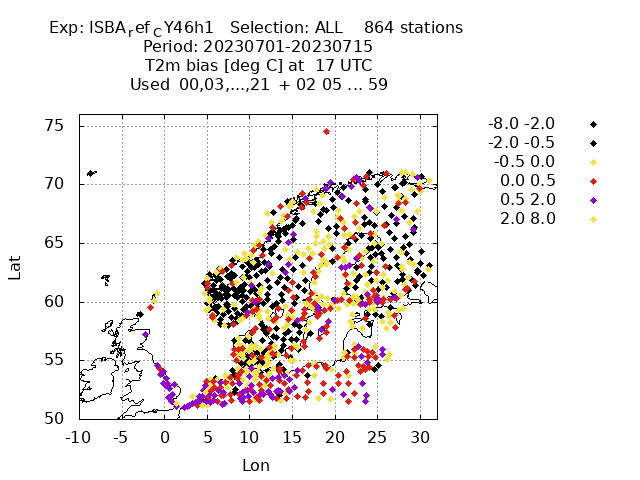 Exp: ISBArefCY46h1 Selection: ALL 864 stations
Period: 20230701-20230715
T2m bias [deg C] at 17 UTC
Used 00,03,...,21 + 02 05 ... 59
-8.0 -2.0
-2.0 -0.5
-0.5 0.0
0.0 0.5
0.5 2.0
2.0 8.0
75
70
65
60
55
50
Lat
-10 -5 0 5 10 15 20 25 30
Lon